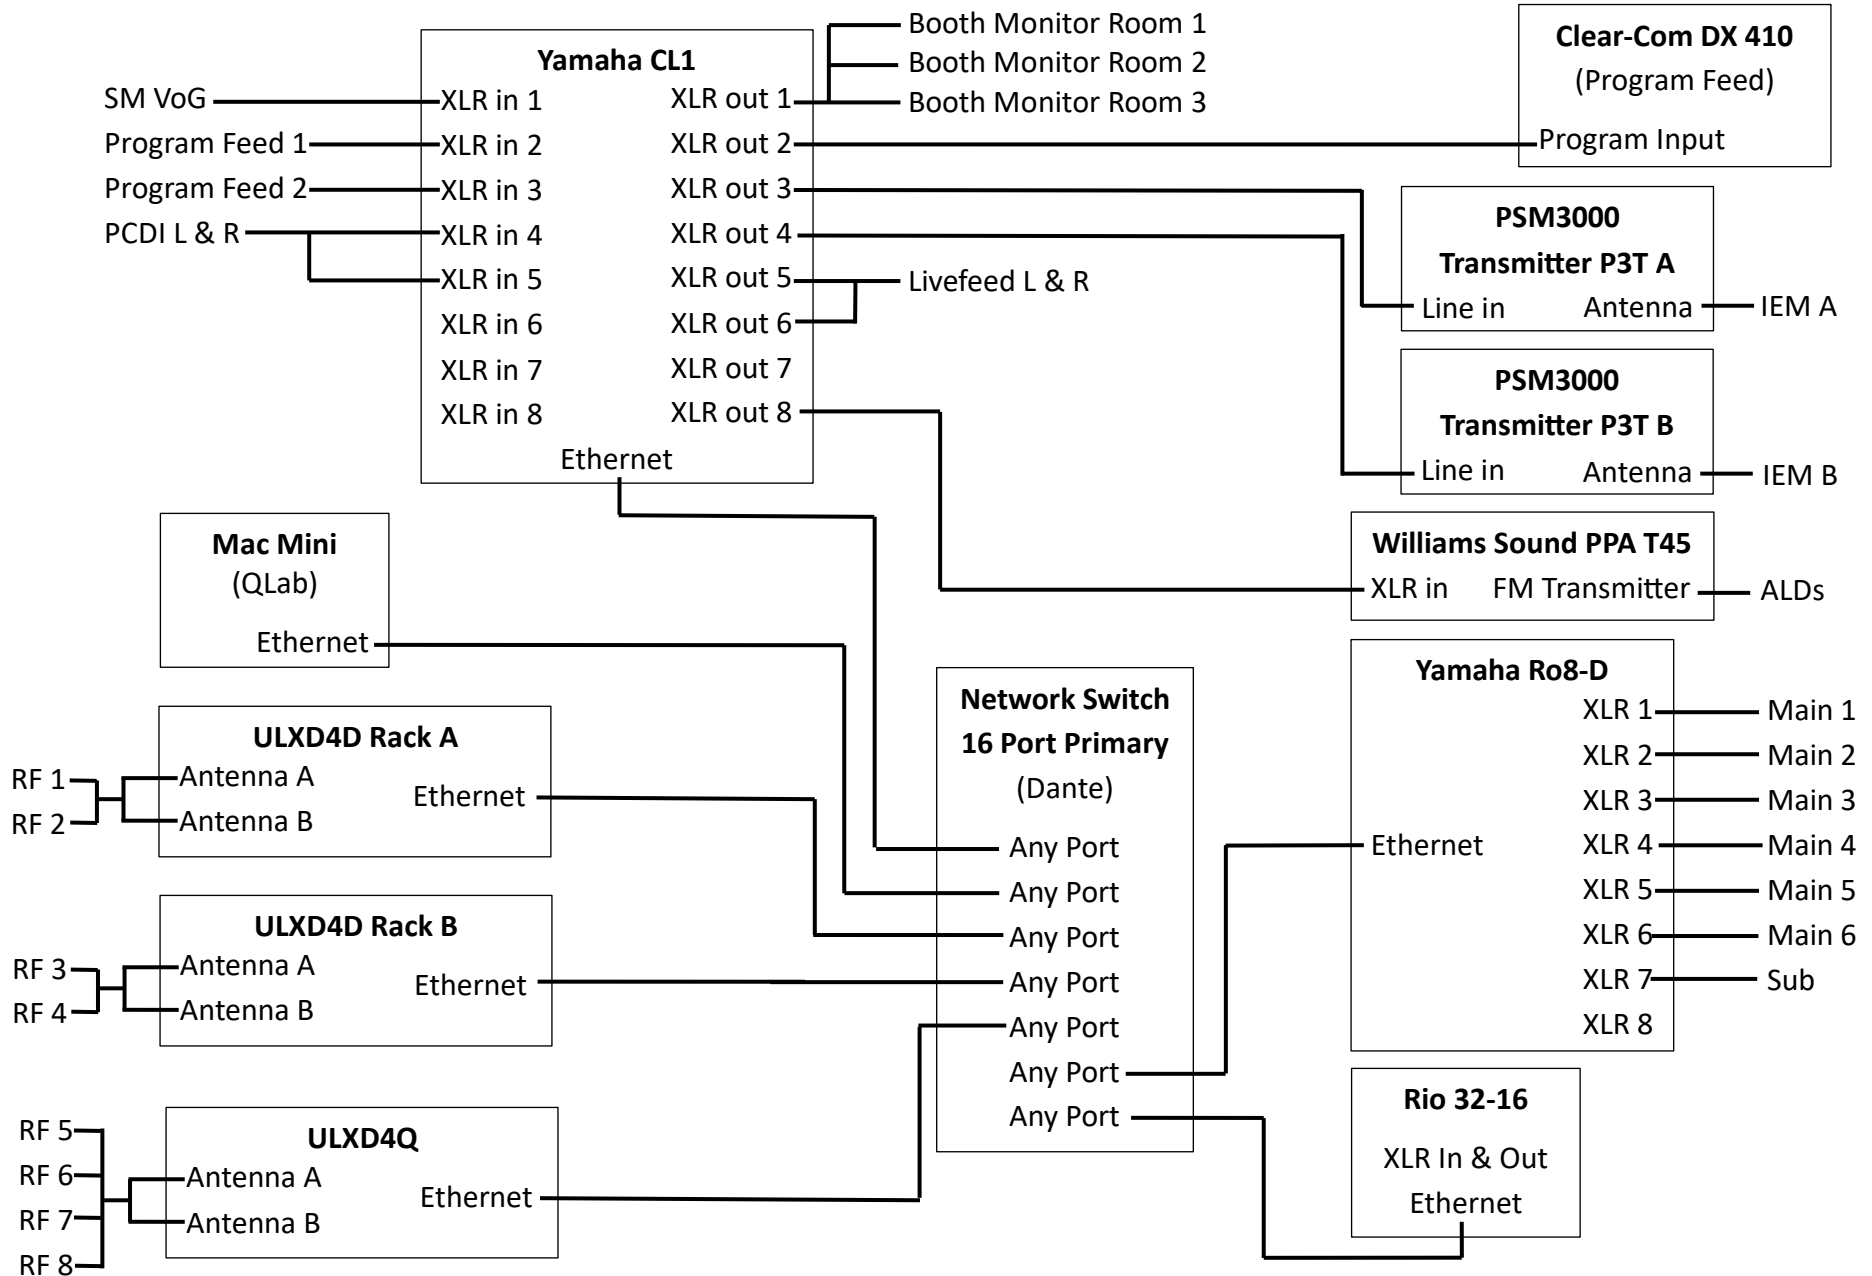 Yamaha CL1
SM VoG
Program Feed 1
Program Feed 2
PCDI L & R
XLR in 1
XLR in 2
XLR in 3
XLR in 4
XLR in 5
XLR in 6
XLR in 7
XLR in 8
XLR out 1
XLR out 2
XLR out 3
XLR out 4
XLR out 5
XLR out 6
XLR out 7
XLR out 8
Ethernet
Booth Monitor Room 1
Booth Monitor Room 2
Booth Monitor Room 3
Livefeed L & R
Clear-Com DX 410
(Program Feed)
Program Input
PSM3000
Transmitter P3T A
Line in
Antenna
IEM A
PSM3000
Transmitter P3T B
Line in
Antenna
IEM B
Williams Sound PPA T45
XLR in
FM Transmitter
ALDs
Mac Mini
(QLab)
Ethernet
RF 1
RF 2
ULXD4D Rack A
Antenna A
Antenna B
Ethernet
RF 3
RF 4
ULXD4D Rack B
Antenna A
Antenna B
Ethernet
RF 5
RF 6
RF 7
RF 8
ULXD4Q
Antenna A
Antenna B
Ethernet
Network Switch
16 Port Primary
(Dante)
Any Port
Any Port
Any Port
Any Port
Any Port
Any Port
Any Port
Yamaha Ro8-D
Ethernet
XLR 1
XLR 2
XLR 3
XLR 4
XLR 5
XLR 6
XLR 7
XLR 8
Main 1
Main 2
Main 3
Main 4
Main 5
Main 6
Sub
Rio 32-16
XLR In & Out
Ethernet